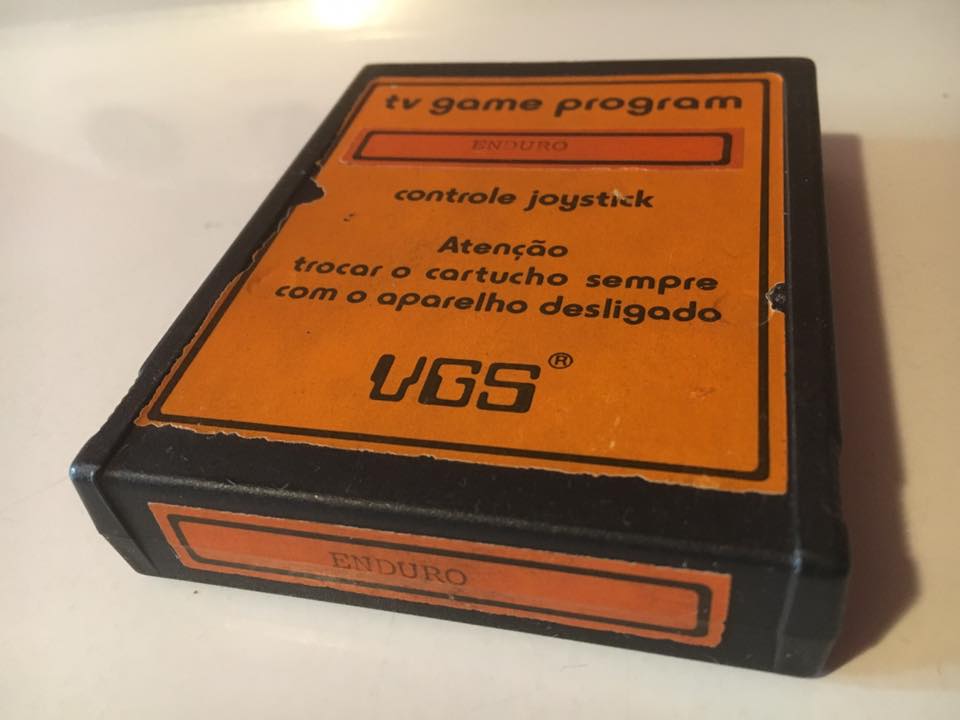 tv game program
ENDURO
controle joystick
Atenção
trocar o cartucho sempre
com o aparelho desligado
VGS®
ENDURO